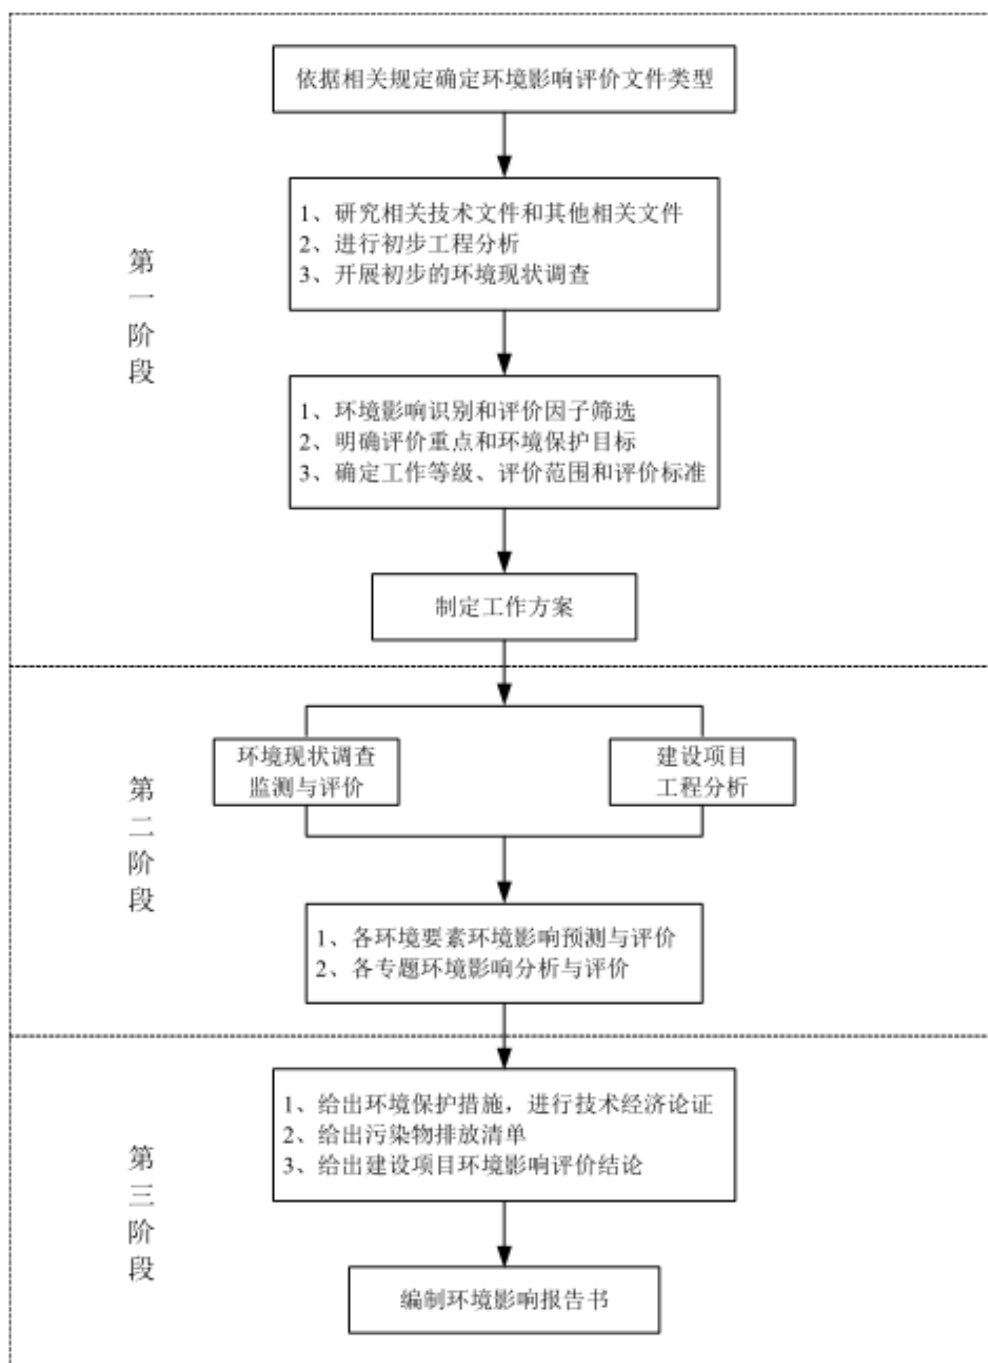 依据相关规定确定环境影响评价文件类型
1、研究相关技术文件和其他相关文件
2、进行初步工程分析
3、开展初步的环境现状调查
第一阶段
1、环境影响识别和评价因子筛选
2、明确评价重点和环境保护目标
3、确定工作等级、评价范围和评价标准
制定工作方案
环境现状调查
监测与评价
建设项目
工程分析
第二阶段
1、各环境要素环境影响预测与评价
2、各专题环境影响分析与评价
1、给出环境保护措施，进行技术经济论证
2、给出污染物排放清单
3、给出建设项目环境影响评价结论
第三阶段
编制环境影响报告书